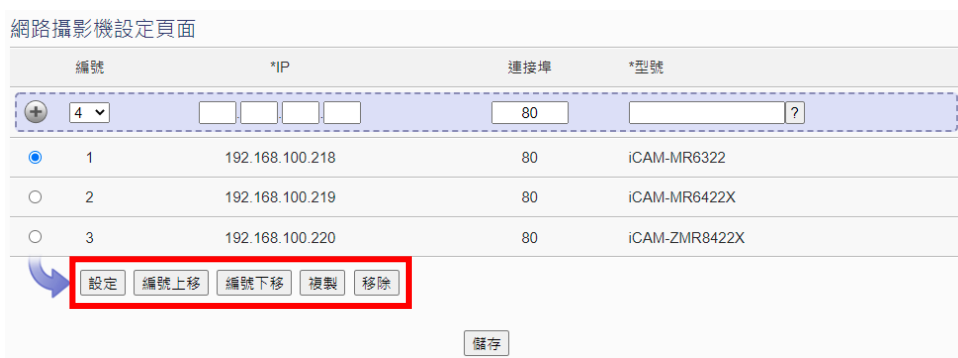 網路攝影機設定頁面
編號 *IP 連接埠 *型號
4 . . . 80 ?
1 192.168.100.218 80 iCAM-MR6322
2 192.168.100.219 80 iCAM-MR6422X
3 192.168.100.220 80 iCAM-ZMR8422X
設定 編號上移 編號下移 複製 移除
儲存